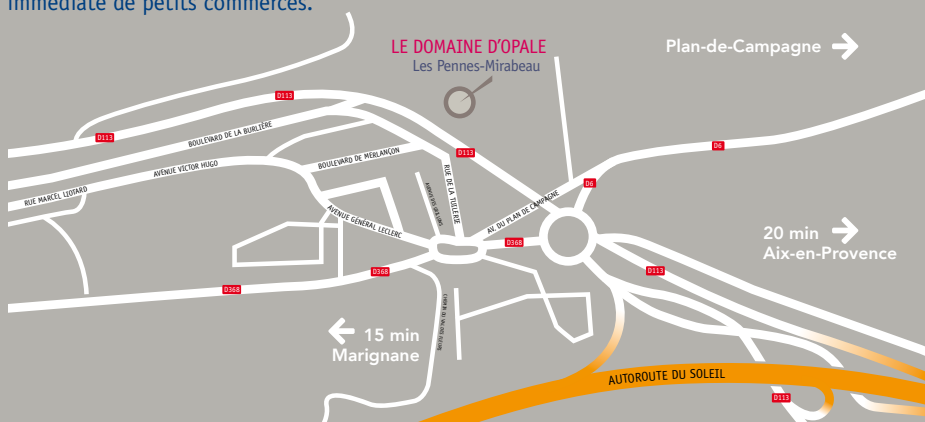 immédiate de petits commerces.
LE DOMAINE D'OPALE
Les Pennes-Mirabeau
Plan-de-Campagne
D113
D113
BOULEVARD DE LA BURLIÈRE
AVENUE VICTOR HUGO
RUE MARCEL LIOTARD
BOULEVARD DE MERLANÇON
RUE DE LA TUILERIE
D113
D6
D6
AV. DU PLAN DE CAMPAGNE
AVENUE GÉNÉRAL LECLERC
D368
20 min
Aix-en-Provence
D113
D368
D368
15 min
Marignane
AUTOROUTE DU SOLEIL
D113